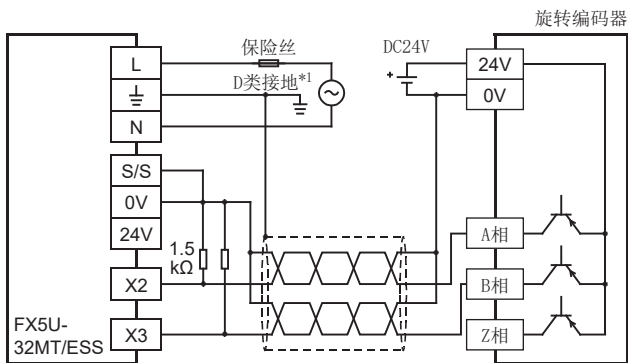 旋转编码器
保险丝
DC24V
L
24V
D类接地*1
0V
N
S/S
0V
24V
A相
1.5
kΩ
X2
B相
FX5U-
32MT/ESS
X3
Z相